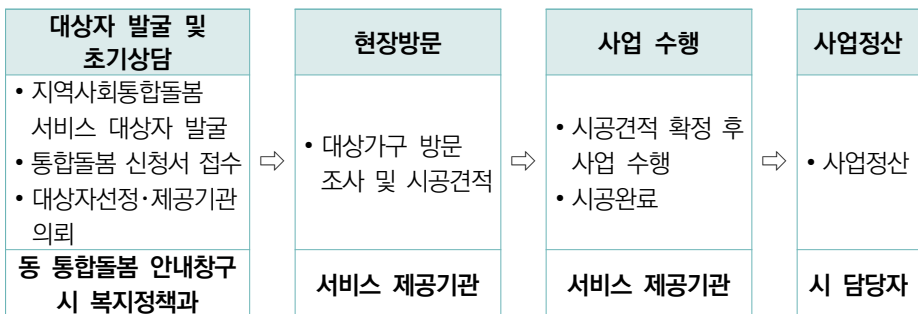 대상자 발굴 및
초기상담
• 지역사회통합돌봄
서비스 대상자 발굴
• 통합돌봄 신청서 접수
• 대상자선정·제공기관
의뢰
동 통합돌봄 안내창구
시 복지정책과
⇨
현장방문
• 대상가구 방문
조사 및 시공견적
서비스 제공기관
⇨
사업 수행
• 시공견적 확정 후
사업 수행
• 시공완료
서비스 제공기관
⇨
사업정산
• 사업정산
시 담당자